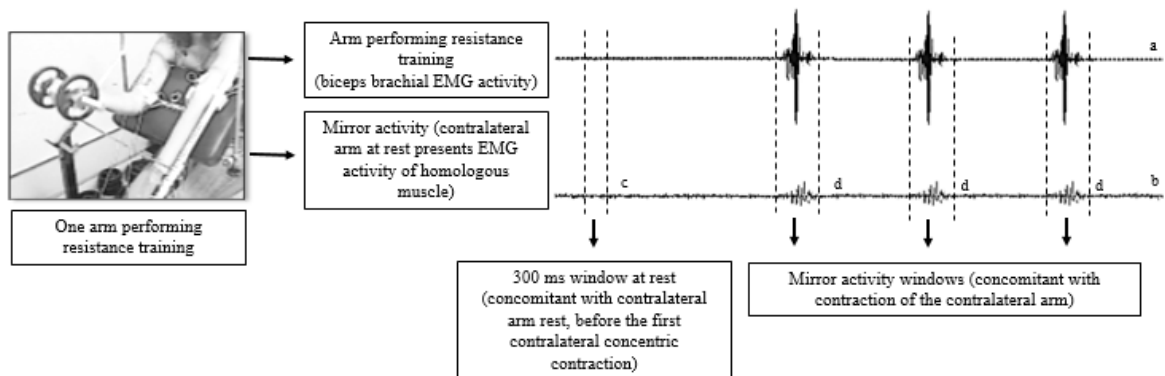 Arm performing resistance
training
(biceps brachial EMG activity)
a
Mirror activity (contralateral
arm at rest presents EMG
activity of homologous
muscle)
c
d
d
d
b
One arm performing
resistance training
300 ms window at rest
(concomitant with contralateral
arm rest, before the first
contralateral concentric
contraction)
Mirror activity windows (concomitant with
contraction of the contralateral arm)